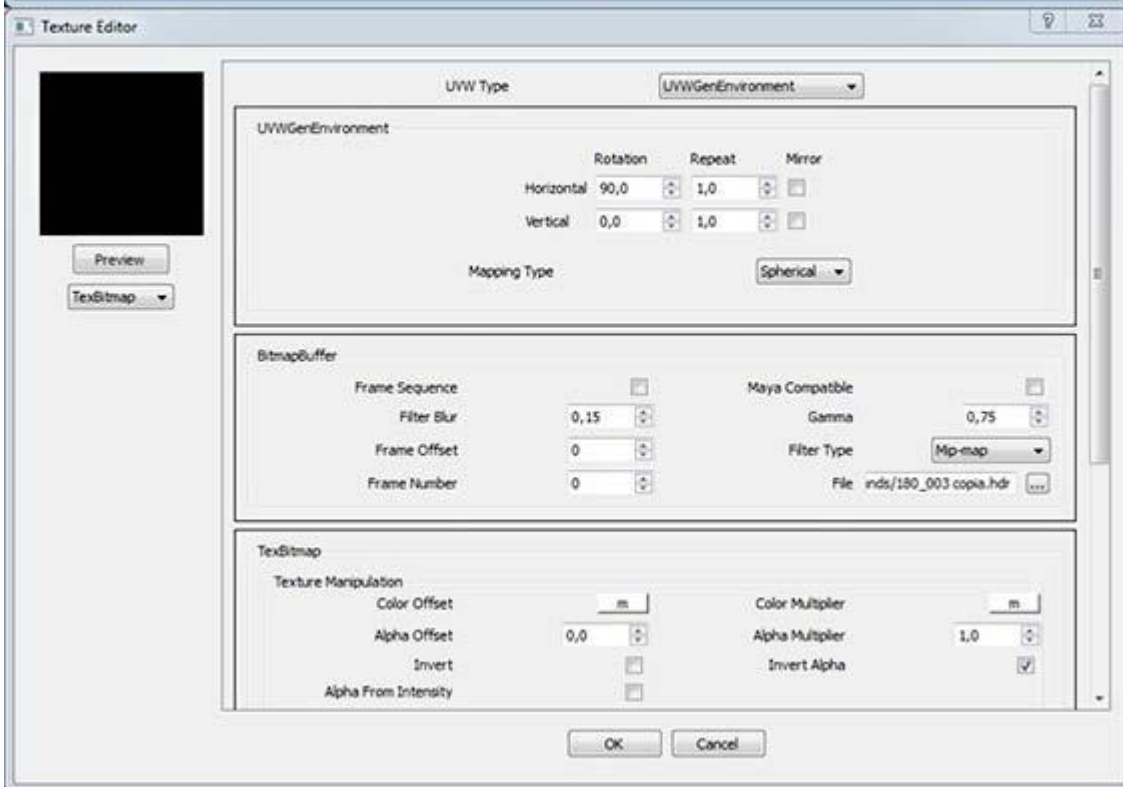 Texture Editor
UVW Type UVWGenEnvironment
UVWGenEnvironment
Rotation Repeat Mirror
Horizontal 90,0 1,0
Vertical 0,0 1,0
Preview
Mapping Type Spherical
TexBitmap
BitmapBuffer
Frame Sequence Maya Compatible
Filter Blur 0,15 Gamma 0,75
Frame Offset 0 Filter Type Mip-map
Frame Number 0 File nds/180_003 copia.hdr ...
TexBitmap
Texture Manipulation
Color Offset m Color Multiplier m
Alpha Offset 0,0 Alpha Multiplier 1,0
Invert Invert Alpha
Alpha From Intensity
OK Cancel